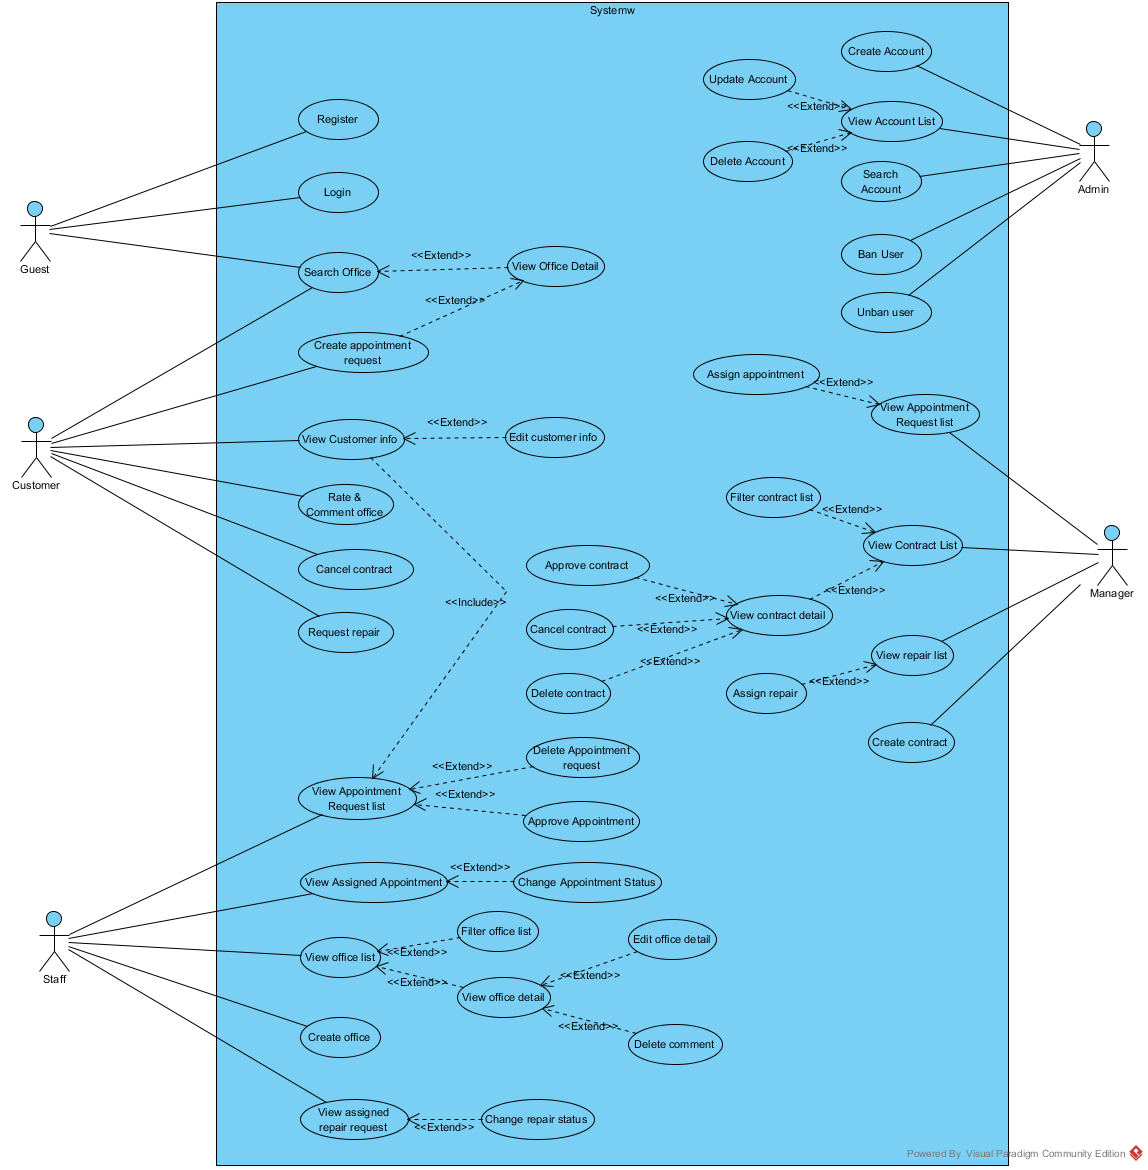 Systemw
Create Account
Update Account
<<Extend>>
View Account List
<<Extend>>
Delete Account
Search
Account
Admin
Ban User
Unban user
Register
Login
Guest
Search Office
<<Extend>>
View Office Detail
<<Extend>>
Create appointment
request
Assign appointment
<<Extend>>
View Appointment
Request list
View Customer info
<<Extend>>
Edit customer info
Customer
Rate &
Comment office
Cancel contract
Request repair
<<Include>>
Filter contract list
<<Extend>>
View Contract List
Manager
Approve contract
<<Extend>>
<<Extend>>
View contract detail
Cancel contract
<<Extend>>
<<Extend>>
Delete contract
View repair list
<<Extend>>
Assign repair
Create contract
Delete Appointment
request
<<Extend>>
View Appointment
Request list
<<Extend>>
Approve Appointment
View Assigned Appointment
<<Extend>>
Change Appointment Status
Staff
Filter office list
<<Extend>>
View office list
<<Extend>>
View office detail
Edit office detail
<<Extend>>
<<Extend>>
Delete comment
Create office
View assigned
repair request
<<Extend>>
Change repair status
Powered By Visual Paradigm Community Edition